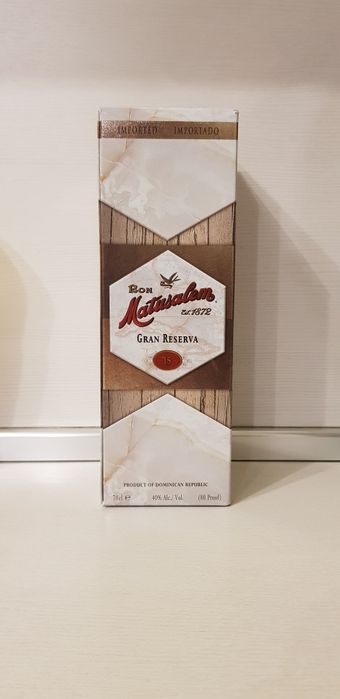 IMPORTED IMPORTADO
RON
Matusalem
Est. 1872
GRAN RESERVA
15
PRODUCT OF DOMINICAN REPUBLIC
70cl e 40% Alc./ Vol. (80 Proof)